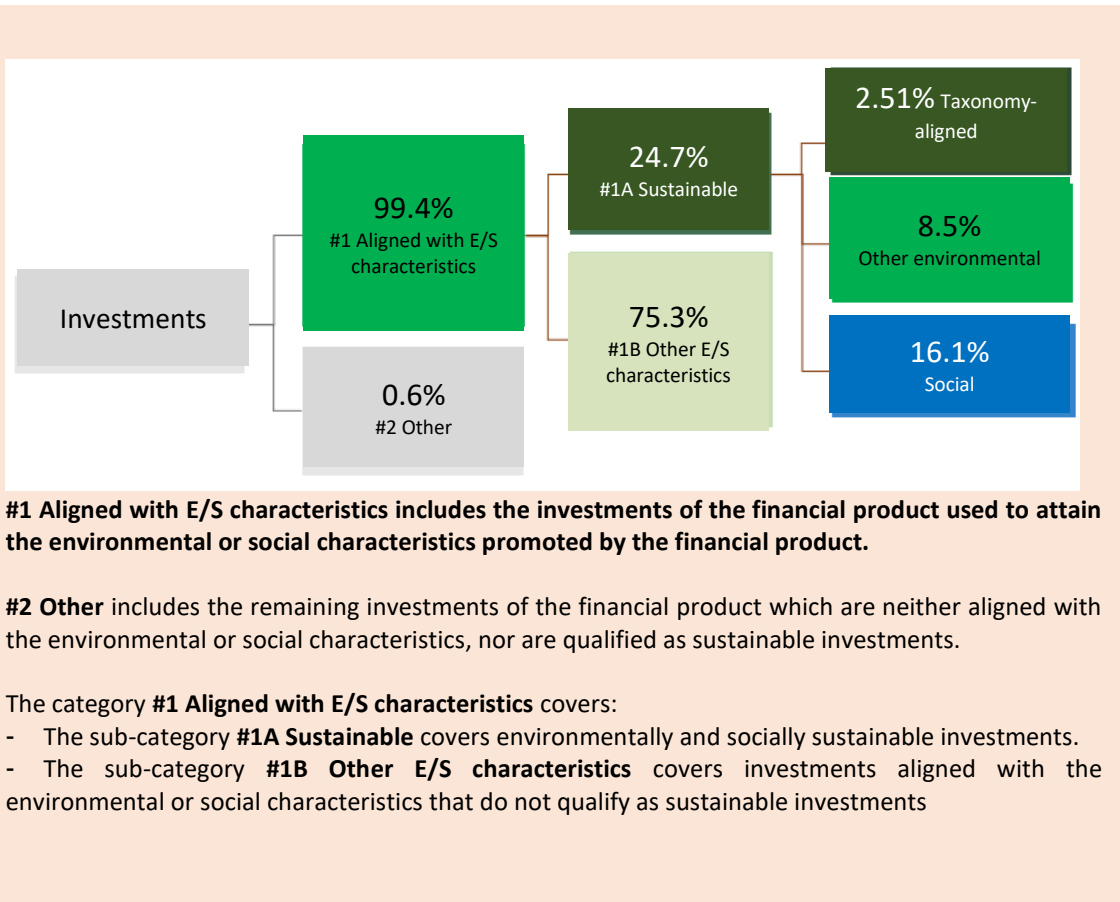 Investments
99.4%
#1 Aligned with E/S
characteristics
0.6%
#2 Other
24.7%
#1A Sustainable
75.3%
#1B Other E/S
characteristics
2.51% Taxonomy-
aligned
8.5%
Other environmental
16.1%
Social
#1 Aligned with E/S characteristics includes the investments of the financial product used to attain
the environmental or social characteristics promoted by the financial product.
#2 Other includes the remaining investments of the financial product which are neither aligned with
the environmental or social characteristics, nor are qualified as sustainable investments.
The category #1 Aligned with E/S characteristics covers:
- The sub-category #1A Sustainable covers environmentally and socially sustainable investments.
- The sub-category #1B Other E/S characteristics covers investments aligned with the
environmental or social characteristics that do not qualify as sustainable investments